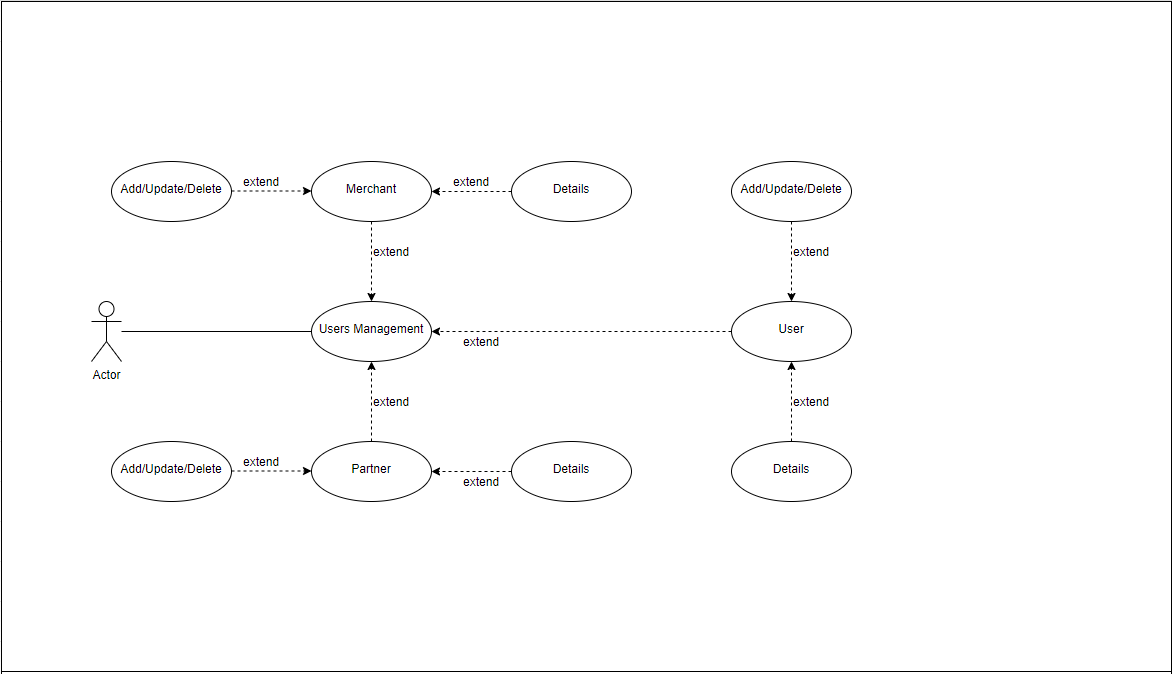 Add/Update/Delete
extend
Merchant
extend
Details
Add/Update/Delete
extend
extend
Actor
Users Management
extend
User
extend
extend
Add/Update/Delete
extend
Partner
extend
Details
Details